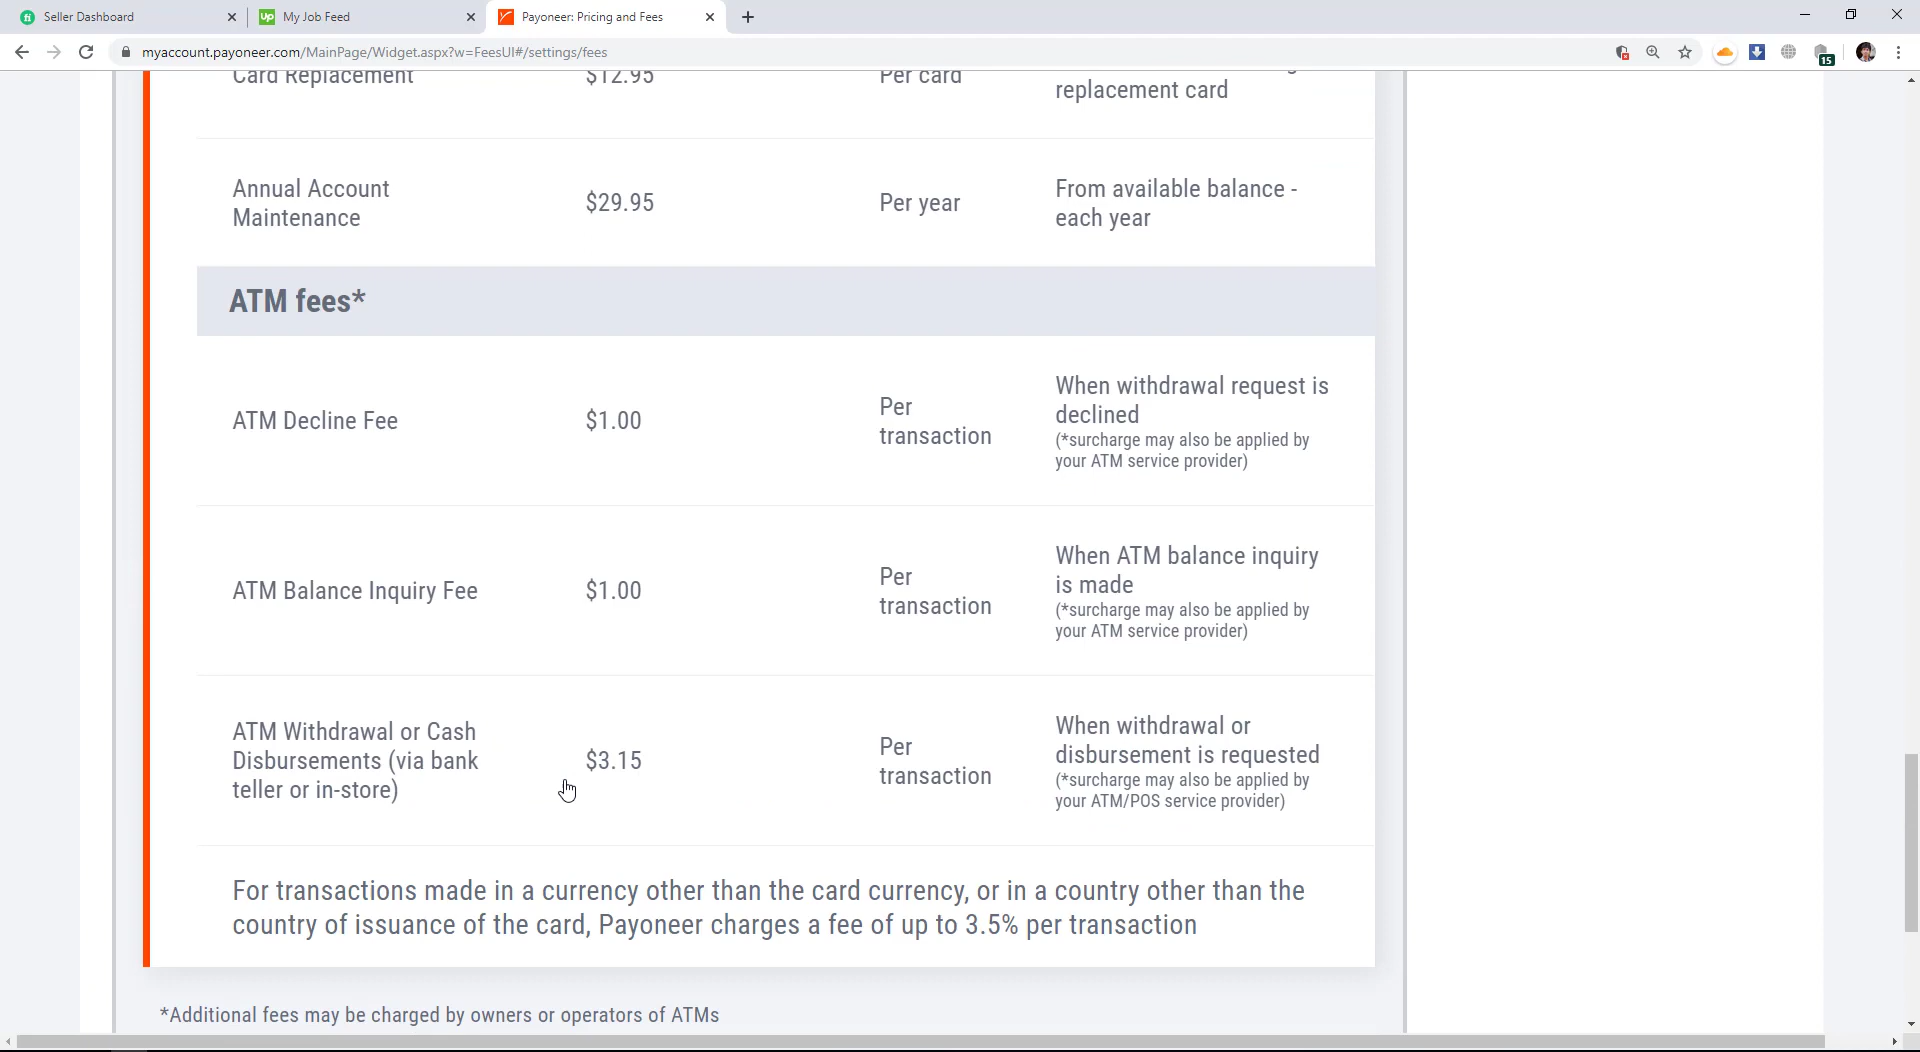 Seller Dashboard
My Job Feed
Payoneer: Pricing and Fees
myaccount.payoneer.com/MainPage/Widget.aspx?w=FeesUI#/settings/fees
15
Card Replacement $12.95 Per card
replacement card
Annual Account
Maintenance
$29.95
Per year
From available balance -
each year
ATM fees*
ATM Decline Fee
$1.00
Per
transaction
When withdrawal request is
declined
(*surcharge may also be applied by
your ATM service provider)
ATM Balance Inquiry Fee
$1.00
Per
transaction
When ATM balance inquiry
is made
(*surcharge may also be applied by
your ATM service provider)
ATM Withdrawal or Cash
Disbursements (via bank
teller or in-store)
$3.15
Per
transaction
When withdrawal or
disbursement is requested
(*surcharge may also be applied by
your ATM/POS service provider)
For transactions made in a currency other than the card currency, or in a country other than the
country of issuance of the card, Payoneer charges a fee of up to 3.5% per transaction
*Additional fees may be charged by owners or operators of ATMs